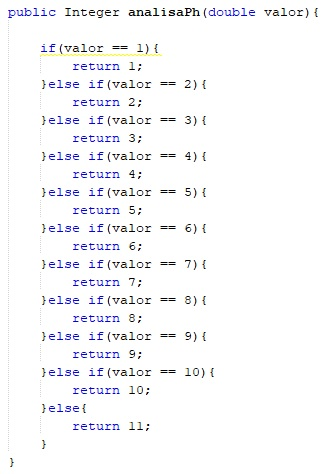 public Integer analisaPh(double valor){
if(valor == 1){
return 1;
}else if(valor == 2){
return 2;
}else if(valor == 3){
return 3;
}else if(valor == 4){
return 4;
}else if(valor == 5){
return 5;
}else if(valor == 6){
return 6;
}else if(valor == 7){
return 7;
}else if(valor == 8){
return 8;
}else if(valor == 9){
return 9;
}else if(valor == 10){
return 10;
}else{
return 11;
}
}